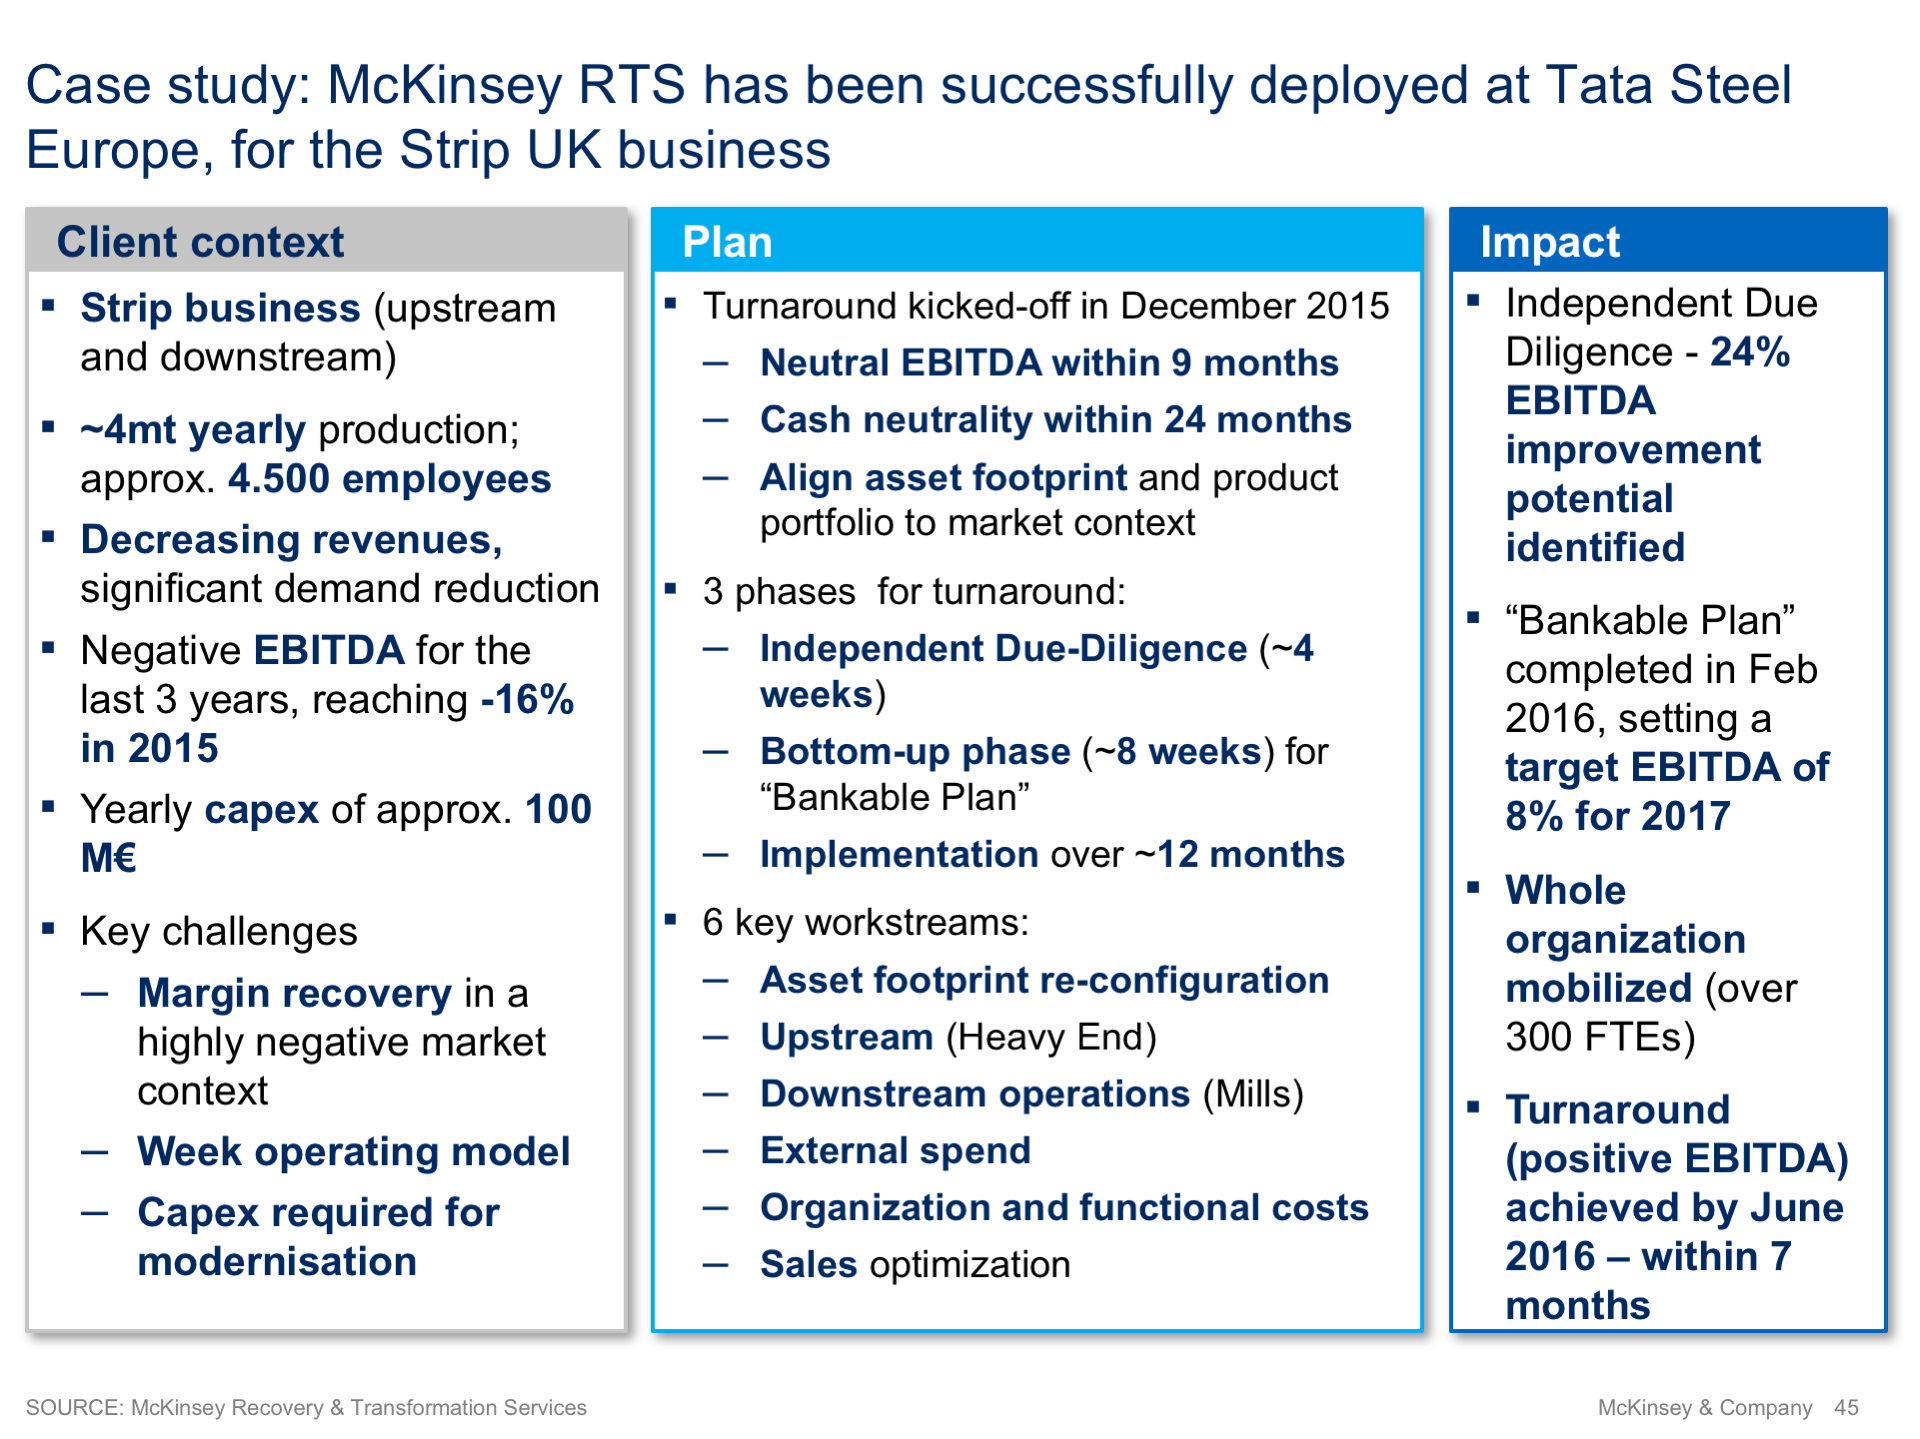 Case study: McKinsey RTS has been successfully deployed at Tata Steel
Europe, for the Strip UK business
Client context
▪ Strip business (upstream
and downstream)
▪ ~4mt yearly production;
approx. 4.500 employees
▪ Decreasing revenues,
significant demand reduction
▪ Negative EBITDA for the
last 3 years, reaching -16%
in 2015
▪ Yearly capex of approx. 100
M€
▪ Key challenges
– Margin recovery in a
highly negative market
context
– Week operating model
– Capex required for
modernisation
Plan
▪ Turnaround kicked-off in December 2015
– Neutral EBITDA within 9 months
– Cash neutrality within 24 months
– Align asset footprint and product
portfolio to market context
▪ 3 phases  for turnaround:
– Independent Due-Diligence (~4
weeks)
– Bottom-up phase (~8 weeks) for
“Bankable Plan”
– Implementation over ~12 months
▪ 6 key workstreams:
– Asset footprint re-configuration
– Upstream (Heavy End)
– Downstream operations (Mills)
– External spend
– Organization and functional costs
– Sales optimization
Impact
▪ Independent Due
Diligence - 24%
EBITDA
improvement
potential
identified
▪ “Bankable Plan”
completed in Feb
2016, setting a
target EBITDA of
8% for 2017
▪ Whole
organization
mobilized (over
300 FTEs)
▪ Turnaround
(positive EBITDA)
achieved by June
2016 – within 7
months
SOURCE: McKinsey Recovery & Transformation Services
McKinsey & Company 45